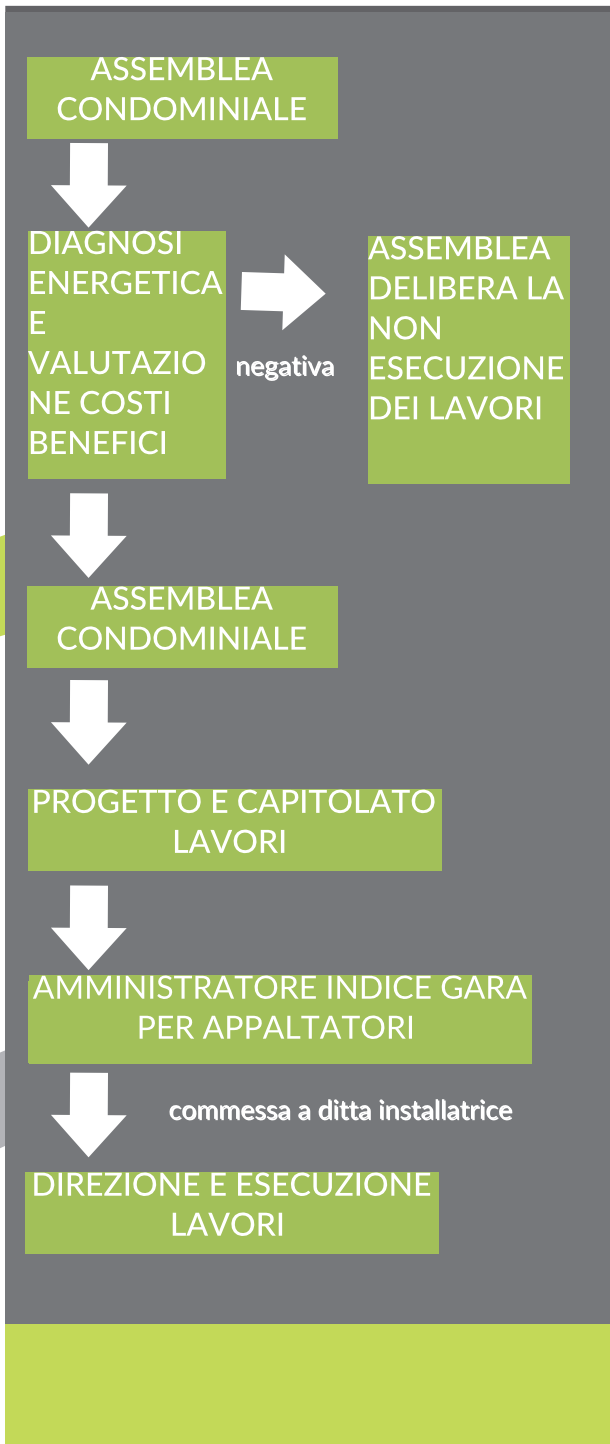 ASSEMBLEA
CONDOMINIALE
DIAGNOSI
ENERGETICA
E
VALUTAZIO
NE COSTI
BENEFICI
negativa
ASSEMBLEA
DELIBERA LA
NON
ESECUZIONE
DEI LAVORI
ASSEMBLEA
CONDOMINIALE
PROGETTO E CAPITOLATO
LAVORI
AMMINISTRATORE INDICE GARA
PER APPALTATORI
commessa a ditta installatrice
DIREZIONE E ESECUZIONE
LAVORI